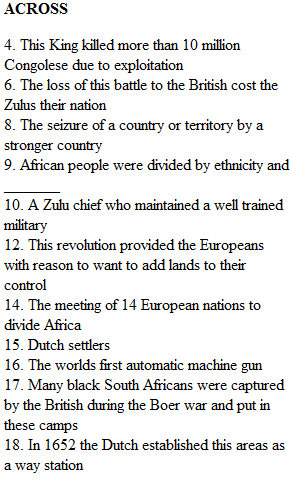 ACROSS
4. This King killed more than 10 million
Congolese due to exploitation
6. The loss of this battle to the British cost the
Zulus their nation
8. The seizure of a country or territory by a
stronger country
9. African people were divided by ethnicity and
________
10. A Zulu chief who maintained a well trained
military
12. This revolution provided the Europeans
with reason to want to add lands to their
control
14. The meeting of 14 European nations to
divide Africa
15. Dutch settlers
16. The worlds first automatic machine gun
17. Many black South Africans were captured
by the British during the Boer war and put in
these camps
18. In 1652 the Dutch established this areas as
a way station